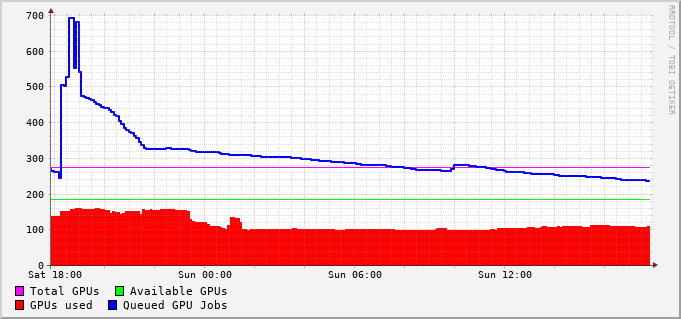 700
600
500
400
300
200
100
0
Sat 18:00 Sun 00:00 Sun 06:00 Sun 12:00
Total GPUs Available GPUs
GPUs used Queued GPU Jobs
RRDTOOL / TOBI OETIKER